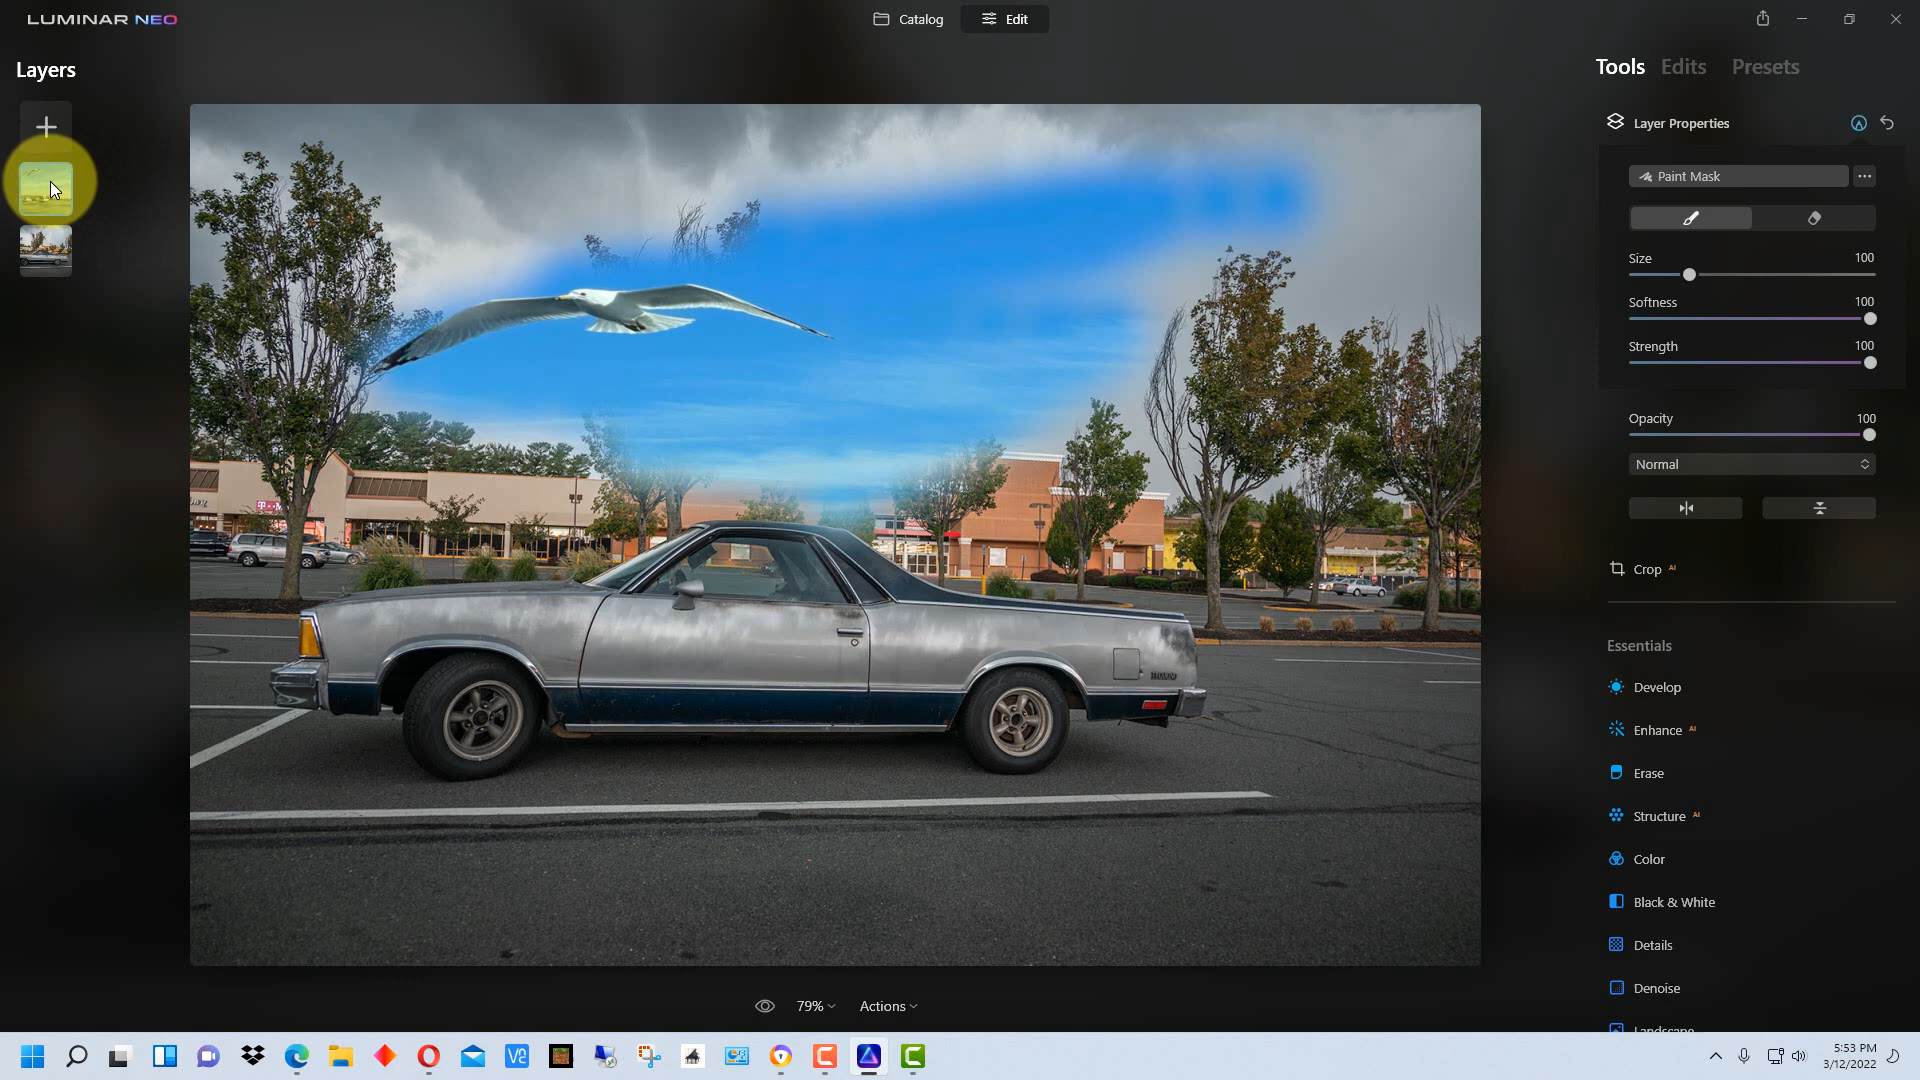 LUMINAR NEO
Catalog
Edit
Layers
Tools Edits Presets
Layer Properties
Paint Mask
Size 100
Softness 100
Strength 100
Opacity 100
Normal
Crop AI
Essentials
Develop
Enhance AI
Erase
Structure AI
Color
Black & White
Details
Denoise
Landscape
79%
Actions
5:53 PM
3/12/2022